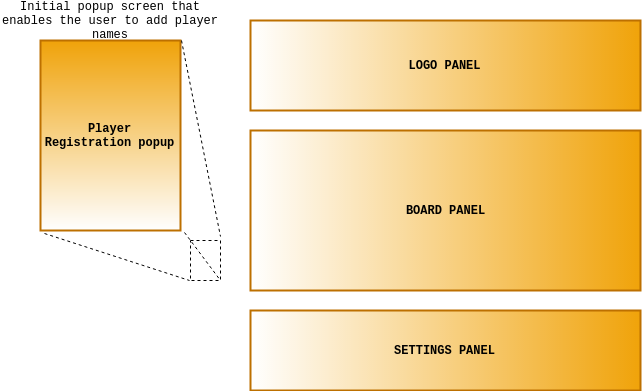 Initial popup screen that
enables the user to add player
names
Player
Registration popup
LOGO PANEL
BOARD PANEL
SETTINGS PANEL